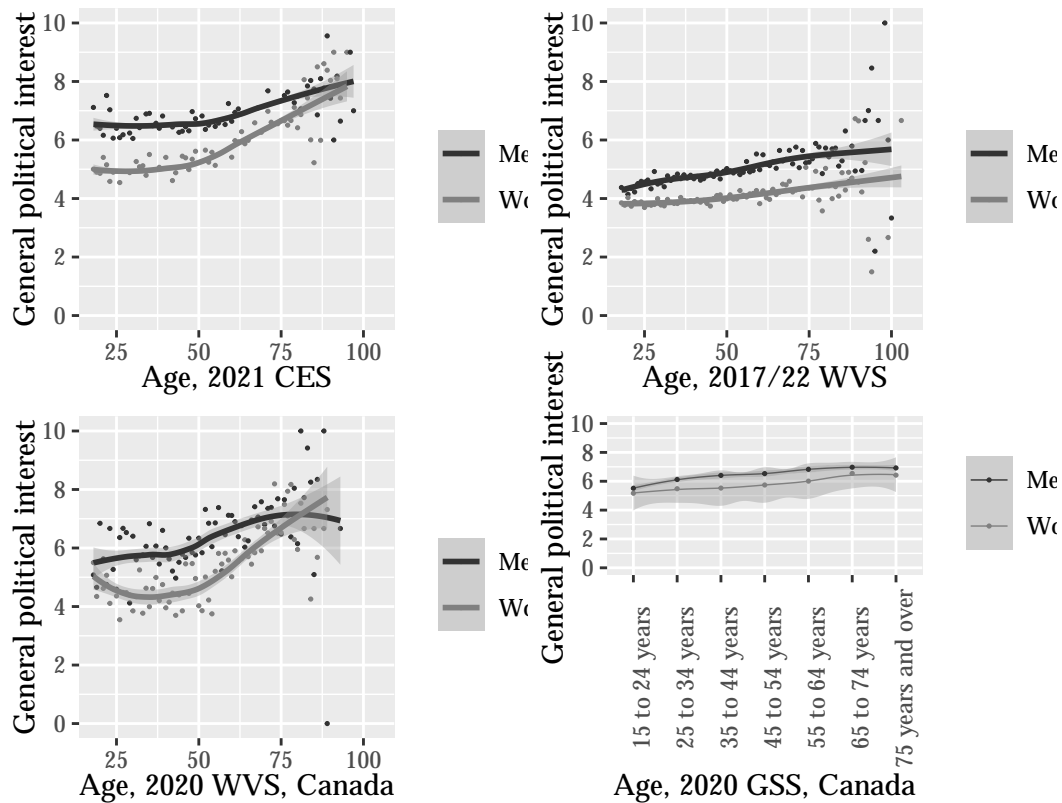 General political interest
10
8
6
4
2
0
25 50 75 100
Age, 2021 CES
Me
Wo
General political interest
10
8
6
4
2
0
25 50 75 100
Age, 2017/22 WVS
Me
Wo
General political interest
10
8
6
4
2
0
25 50 75 100
Age, 2020 WVS, Canada
Me
Wo
General political interest
10
8
6
4
2
0
15 to 24 years
25 to 34 years
35 to 44 years
45 to 54 years
55 to 64 years
65 to 74 years
75 years and over
Age, 2020 GSS, Canada
Me
Wo